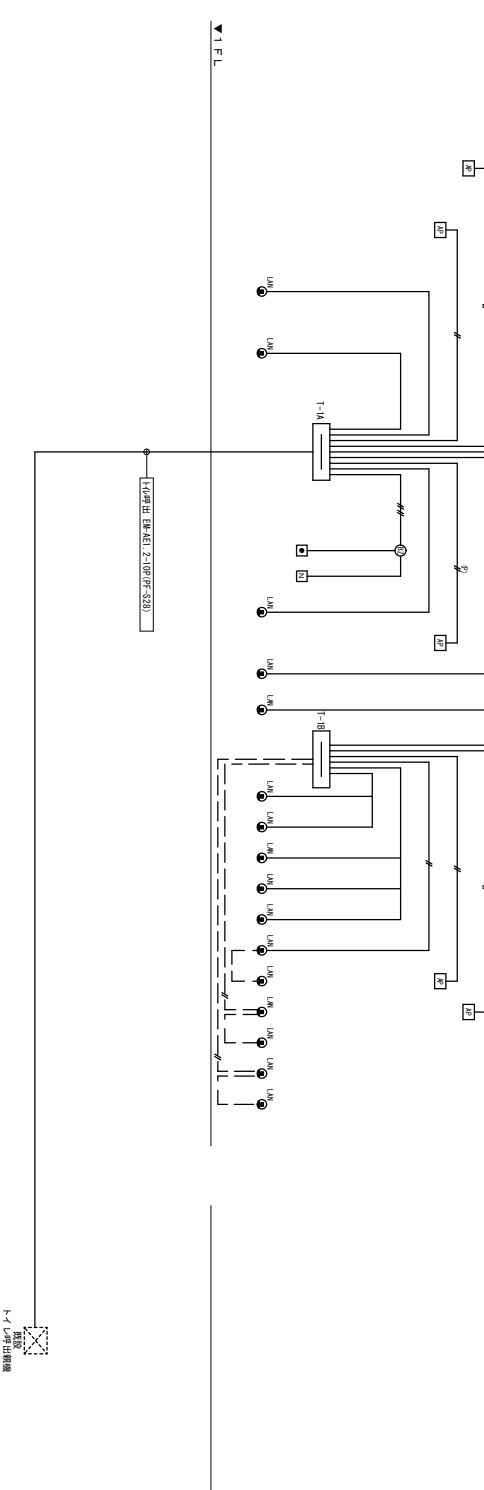 ▼1FL
AP
AP
LAN
LAN
T-1A
トイレ呼出 EM-AE1.2-10P(PF-S28)
BZ
N
(P)
LAN
AP
LAN
LAN
T-1B
LAN
LAN
LAN
LAN
LAN
LAN
LAN
LAN
LAN
LAN
LAN
AP
AP
既設
トイレ呼出親機